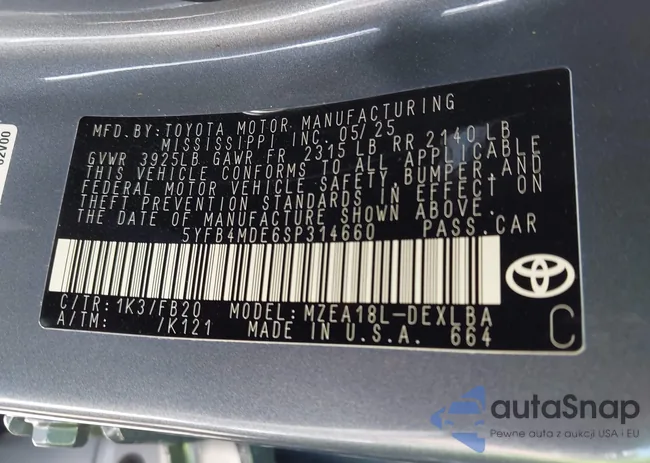 MFD. BY: TOYOTA MOTOR MANUFACTURING
MISSISSIPPI INC. 05/25
GVWR 3925LB GAWR FR 2315 LB RR 2140 LB
THIS VEHICLE CONFORMS TO ALL APPLICABLE
FEDERAL MOTOR VEHICLE SAFETY, BUMPER, AND
THEFT PREVENTION STANDARDS IN EFFECT ON
THE DATE OF MANUFACTURE SHOWN ABOVE.
5YFB4MDE6SP314660 PASS. CAR
C/TR: 1K3/FB20 MODEL: MZEA18L-DEXLBA
A/TM: /K121 MADE IN U.S.A. 664 C
02V00
autaSnap
Pewne auta z aukcji USA i EU